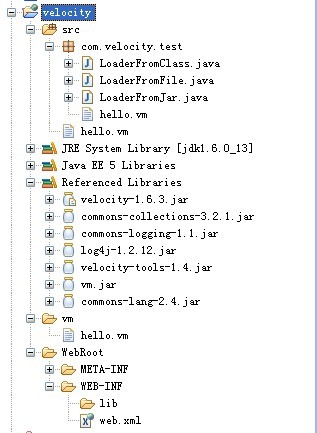 velocity
src
com.velocity.test
LoaderFromClass.java
LoaderFromFile.java
LoaderFromJar.java
hello.vm
hello.vm
JRE System Library [jdk1.6.0_13]
Java EE 5 Libraries
Referenced Libraries
velocity-1.6.3.jar
commons-collections-3.2.1.jar
commons-logging-1.1.jar
log4j-1.2.12.jar
velocity-tools-1.4.jar
vm.jar
commons-lang-2.4.jar
vm
hello.vm
WebRoot
META-INF
WEB-INF
lib
web.xml